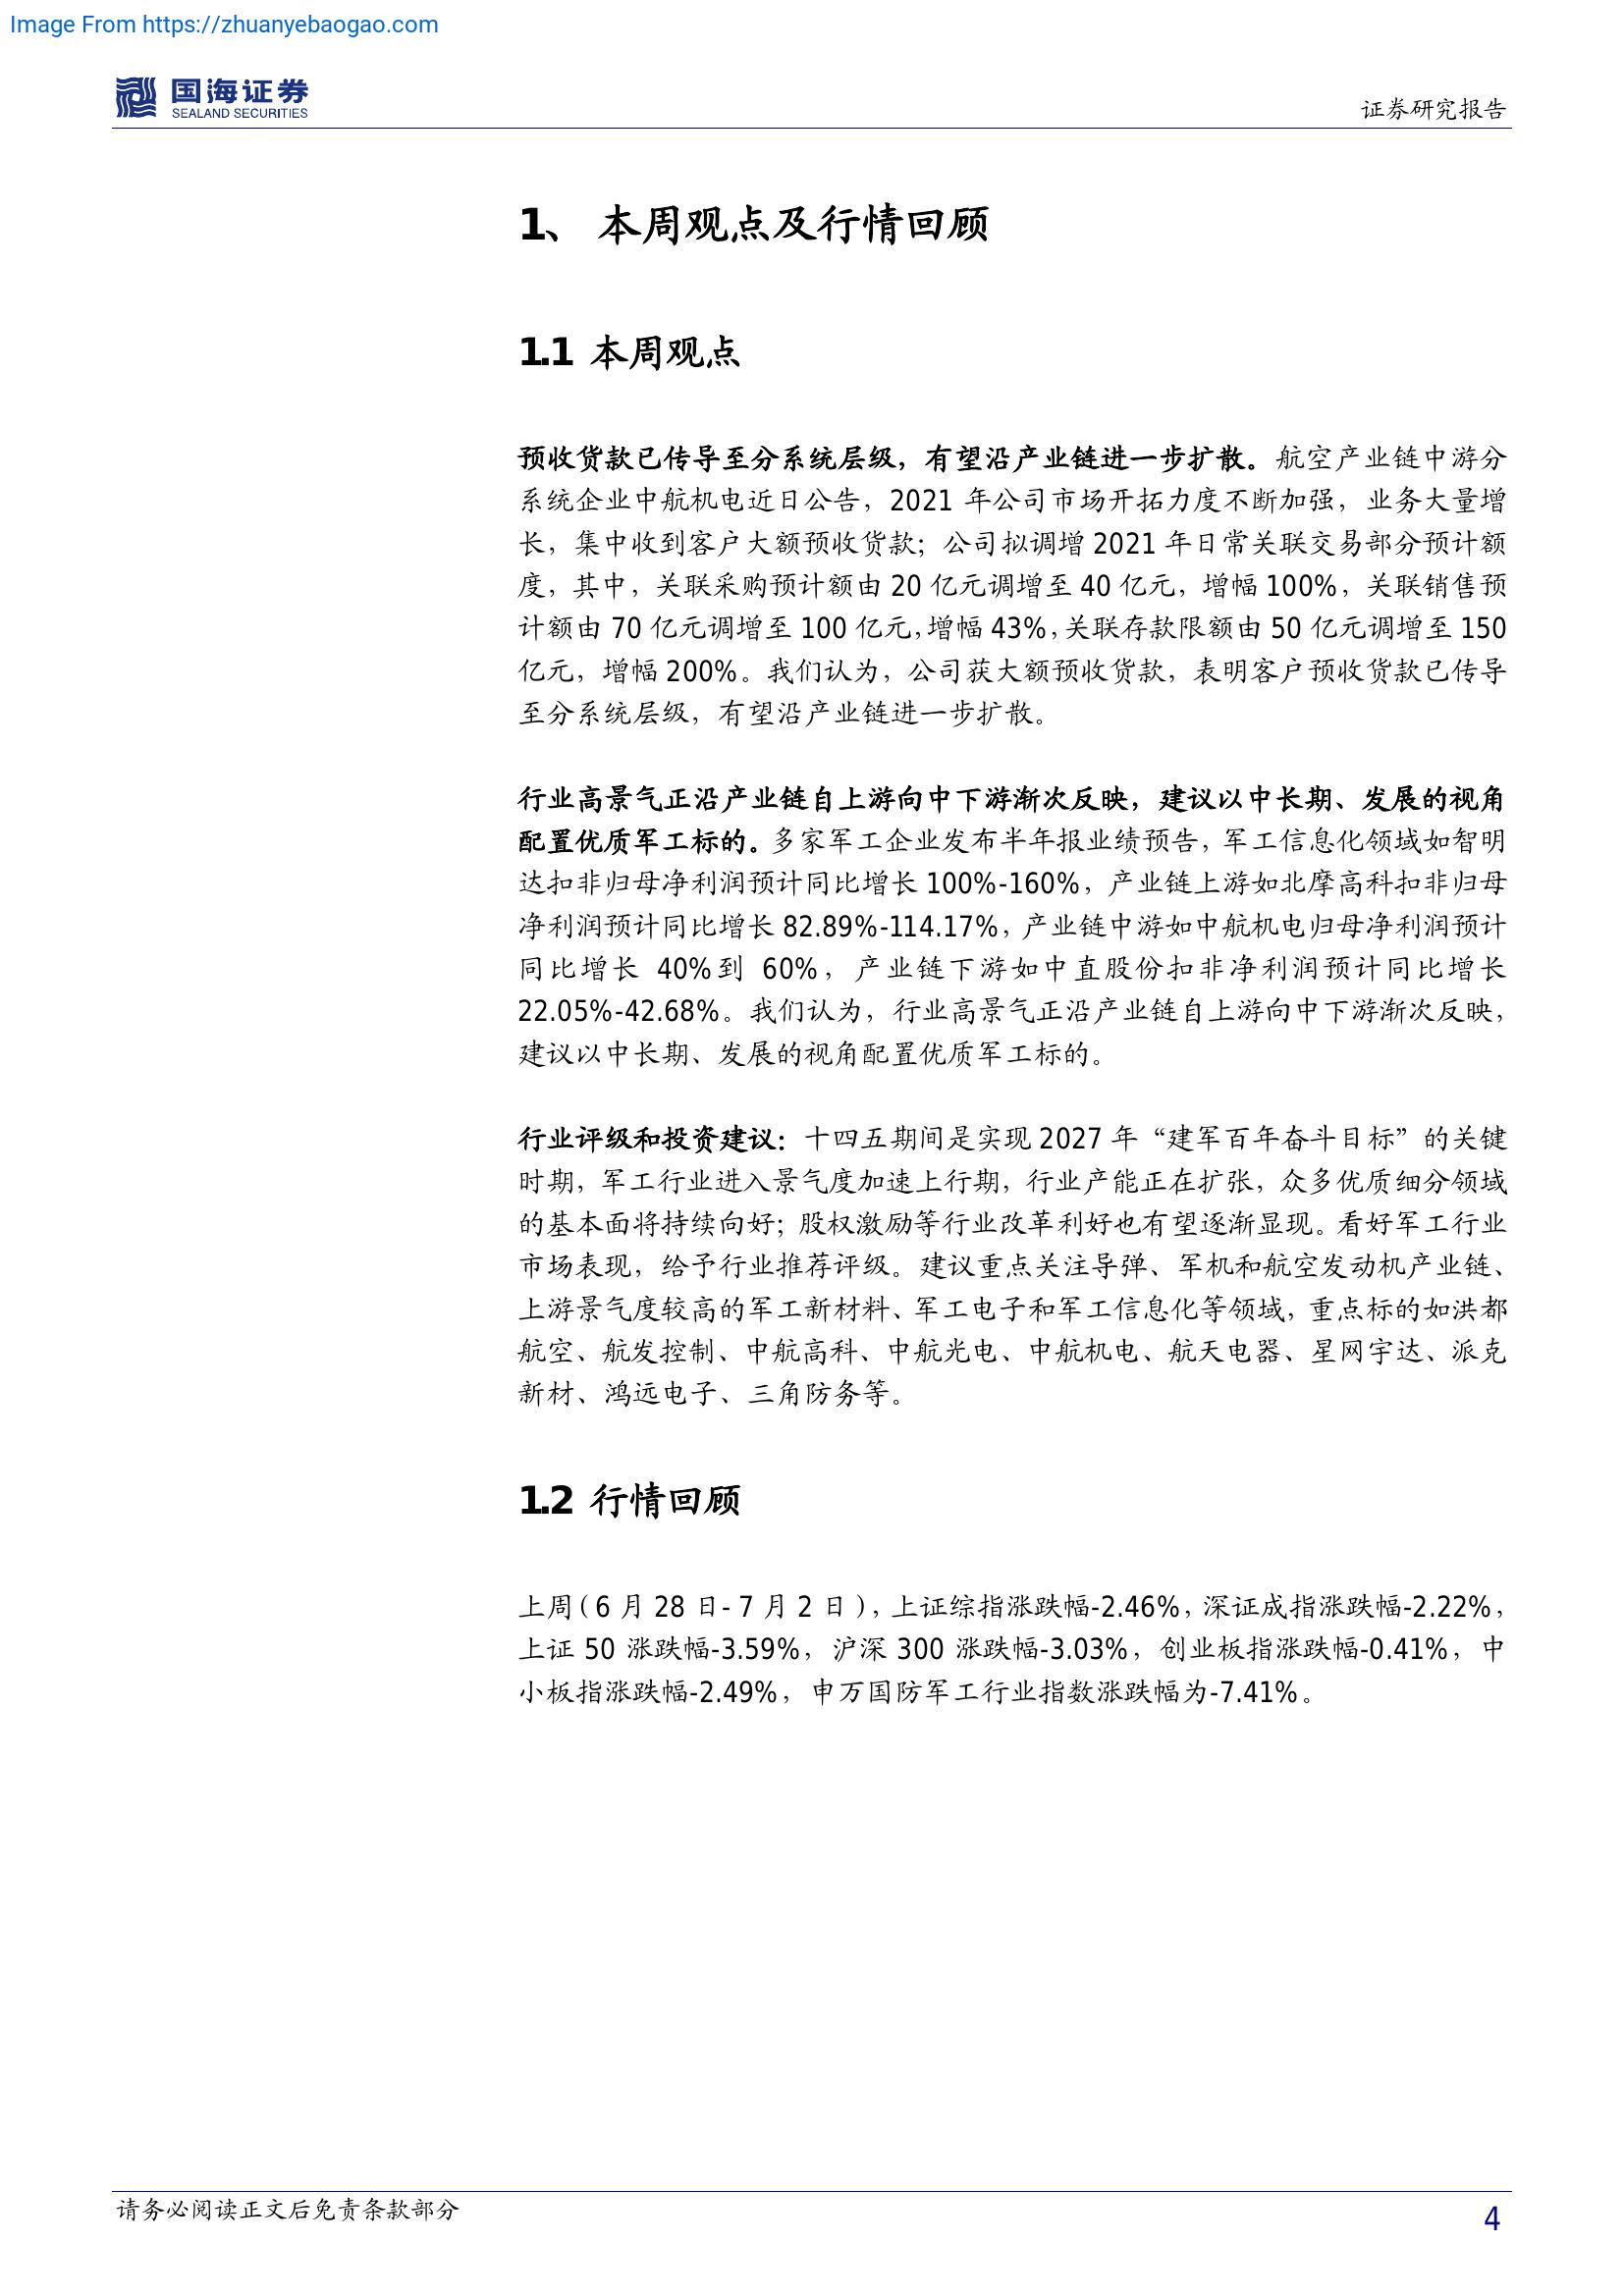 Image From https://zhuanyebaogao.com
国海证券
SEALAND SECURITIES
证券研究报告
1、 本周观点及行情回顾
1.1 本周观点
预收货款已传导至分系统层级，有望沿产业链进一步扩散。航空产业链中游分
系统企业中航机电近日公告，2021 年公司市场开拓力度不断加强，业务大量增
长，集中收到客户大额预收货款；公司拟调增 2021 年日常关联交易部分预计额
度，其中，关联采购预计额由 20 亿元调增至 40 亿元，增幅 100%，关联销售预
计额由 70 亿元调增至 100 亿元，增幅 43%，关联存款限额由 50 亿元调增至 150
亿元，增幅 200%。我们认为，公司获大额预收货款，表明客户预收货款已传导
至分系统层级，有望沿产业链进一步扩散。
行业高景气正沿产业链自上游向中下游渐次反映，建议以中长期、发展的视角
配置优质军工标的。多家军工企业发布半年报业绩预告，军工信息化领域如智明
达扣非归母净利润预计同比增长 100%-160%，产业链上游如北摩高科扣非归母
净利润预计同比增长 82.89%-114.17%，产业链中游如中航机电归母净利润预计
同比增长 40%到 60%，产业链下游如中直股份扣非净利润预计同比增长
22.05%-42.68%。我们认为，行业高景气正沿产业链自上游向中下游渐次反映，
建议以中长期、发展的视角配置优质军工标的。
行业评级和投资建议：十四五期间是实现 2027 年“建军百年奋斗目标”的关键
时期，军工行业进入景气度加速上行期，行业产能正在扩张，众多优质细分领域
的基本面将持续向好；股权激励等行业改革利好也有望逐渐显现。看好军工行业
市场表现，给予行业推荐评级。建议重点关注导弹、军机和航空发动机产业链、
上游景气度较高的军工新材料、军工电子和军工信息化等领域，重点标的如洪都
航空、航发控制、中航高科、中航光电、中航机电、航天电器、星网宇达、派克
新材、鸿远电子、三角防务等。
1.2 行情回顾
上周（6 月 28 日- 7 月 2 日），上证综指涨跌幅-2.46%，深证成指涨跌幅-2.22%，
上证 50 涨跌幅-3.59%，沪深 300 涨跌幅-3.03%，创业板指涨跌幅-0.41%，中
小板指涨跌幅-2.49%，申万国防军工行业指数涨跌幅为-7.41%。
请务必阅读正文后免责条款部分
4